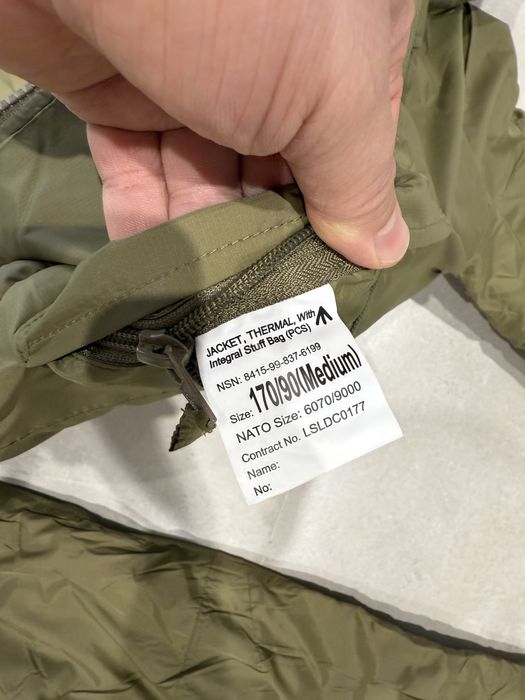 JACKET, THERMAL, With
Integral Stuff Bag (PCS)
NSN: 8415-99-837-6199
Size: 170/90(Medium)
NATO Size: 6070/9000
Contract No. LSLDC0177
Name:
No: